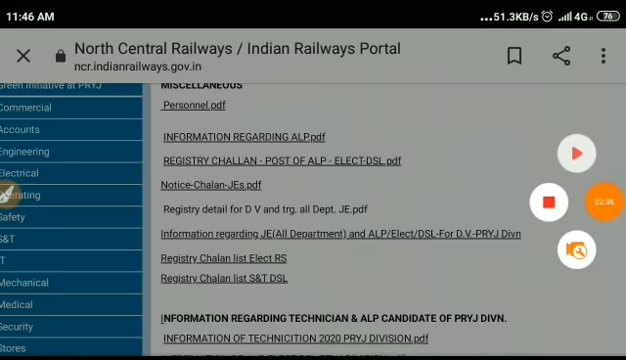 11:46 AM
...51.3KB/s 4G 76
North Central Railways / Indian Railways Portal
ncr.indianrailways.gov.in
Green Initiative at PRYJ
MISCELLANEOUS
Commercial
Personnel.pdf
Accounts
INFORMATION REGARDING ALP.pdf
Engineering
REGISTRY CHALLAN - POST OF ALP - ELECT-DSL.pdf
Electrical
Notice-Chalan-JEs.pdf
erating
02:36
Registry detail for D V and trg. all Dept. JE.pdf
Safety
Information regarding JE(All Department) and ALP/Elect/DSL-For D.V.-PRYJ Divn
S&T
Registry Chalan list Elect RS
IT
Registry Chalan list S&T DSL
Mechanical
Medical
INFORMATION REGARDING TECHNICIAN & ALP CANDIDATE OF PRYJ DIVN.
Security
INFORMATION OF TECHNICITION 2020 PRYJ DIVISION.pdf
Stores